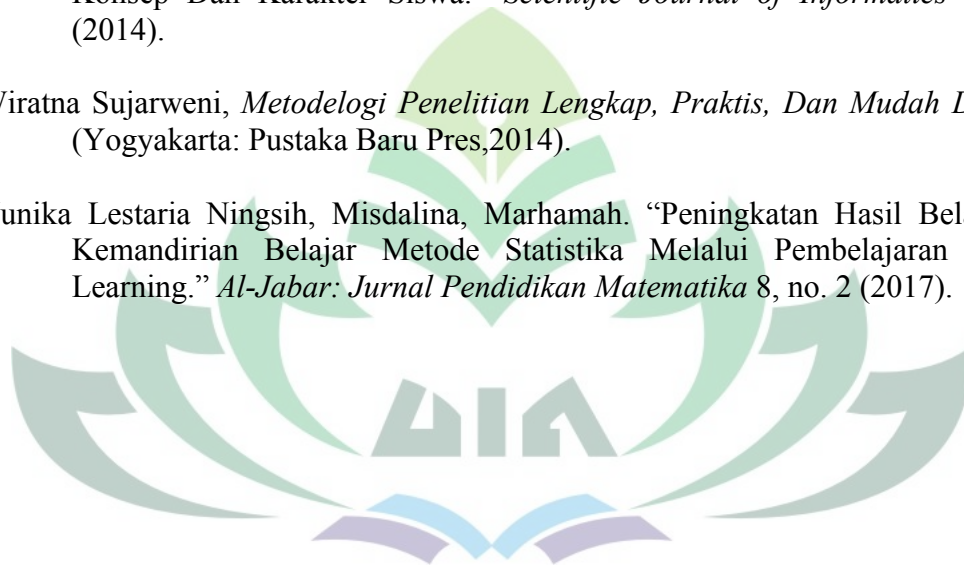 Konsep Dan Karakter Siswa. Scientific Journal of Informatics
(2014).
Wiratna Sujarweni, Metodelogi Penelitian Lengkap, Praktis, Dan Mudah
(Yogyakarta: Pustaka Baru Pres,2014).
unika Lestaria Ningsih, Misdalina, Marhamah. “Peningkatan Hasil
Kemandirian Belajar Metode Statistika Melalui Pembelajaran
Learning.” Al-Jabar: Jurnal Pendidikan Matematika 8, no. 2 (2017).
UIN